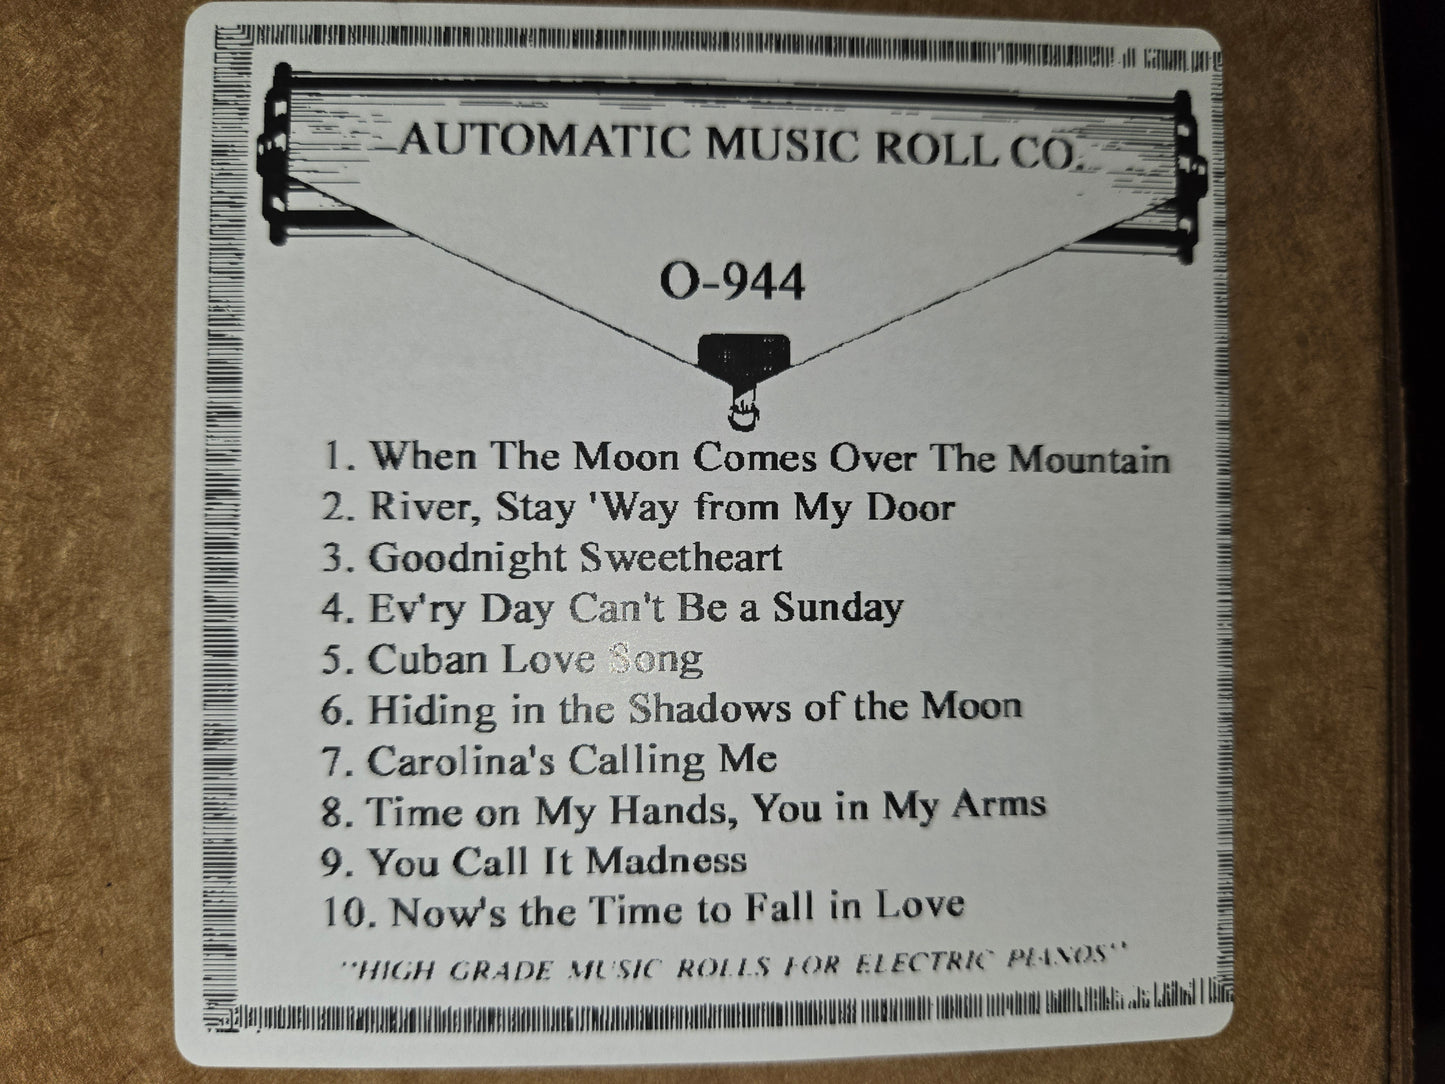 AUTOMATIC MUSIC ROLL CO.
O-944
1. When The Moon Comes Over The Mountain
2. River, Stay 'Way from My Door
3. Goodnight Sweetheart
4. Ev'ry Day Can't Be a Sunday
5. Cuban Love Song
6. Hiding in the Shadows of the Moon
7. Carolina's Calling Me
8. Time on My Hands, You in My Arms
9. You Call It Madness
10. Now's the Time to Fall in Love
"HIGH GRADE MUSIC ROLLS FOR ELECTRIC PIANOS"